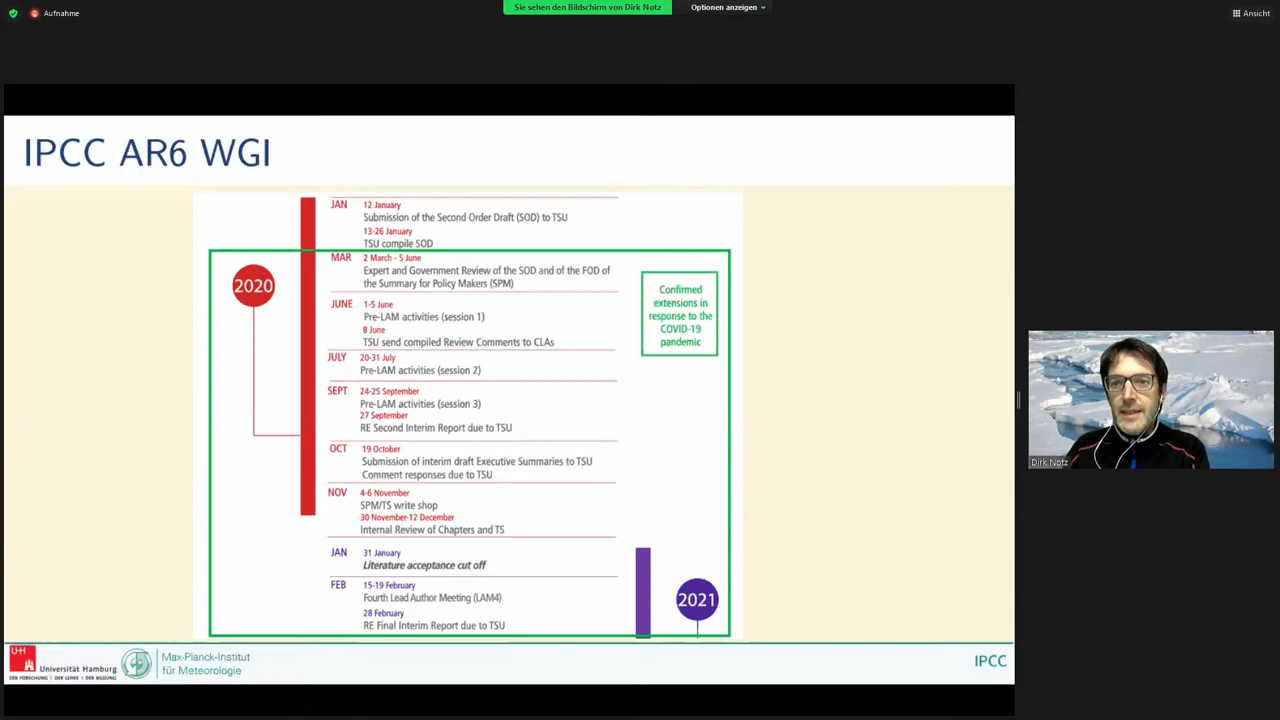 Aufnahme
Sie sehen den Bildschirm von Dirk Notz
Optionen anzeigen
Ansicht
IPCC AR6 WGI
JAN 12 January
Submission of the Second Order Draft (SOD) to TSU
13-26 January
TSU compile SOD
MAR 2 March - 5 June
Expert and Government Review of the SOD and of the FOD of
the Summary for Policy Makers (SPM)
2020
Confirmed
extensions in
response to the
COVID-19
pandemic
JUNE 1-5 June
Pre-LAM activities (session 1)
8 June
TSU send compiled Review Comments to CLAs
JULY 20-31 July
Pre-LAM activities (session 2)
SEPT 24-25 September
Pre-LAM activities (session 3)
27 September
RE Second Interim Report due to TSU
OCT 19 October
Submission of interim draft Executive Summaries to TSU
Comment responses due to TSU
NOV 4-6 November
SPM/TS write shop
30 November-12 December
Internal Review of Chapters and TS
JAN 31 January
Literature acceptance cut off
FEB 15-19 February
Fourth Lead Author Meeting (LAM4)
28 February
RE Final Interim Report due to TSU
2021
Dirk Notz
UH
Universität Hamburg
DER FORSCHUNG | DER LEHRE | DER BILDUNG
Max-Planck-Institut
für Meteorologie
IPCC